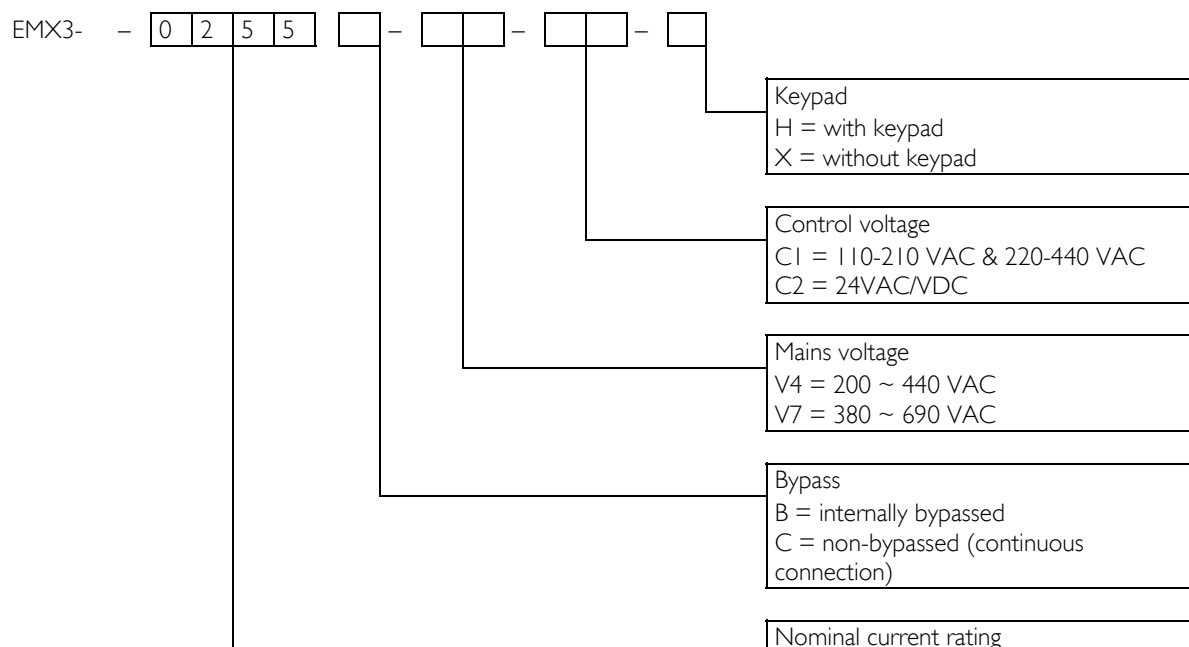 EMX3- – 0 2 5 5 – – –
Keypad
H = with keypad
X = without keypad
Control voltage
C1 = 110-210 VAC & 220-440 VAC
C2 = 24VAC/VDC
Mains voltage
V4 = 200 ~ 440 VAC
V7 = 380 ~ 690 VAC
Bypass
B = internally bypassed
C = non-bypassed (continuous
connection)
Nominal current rating